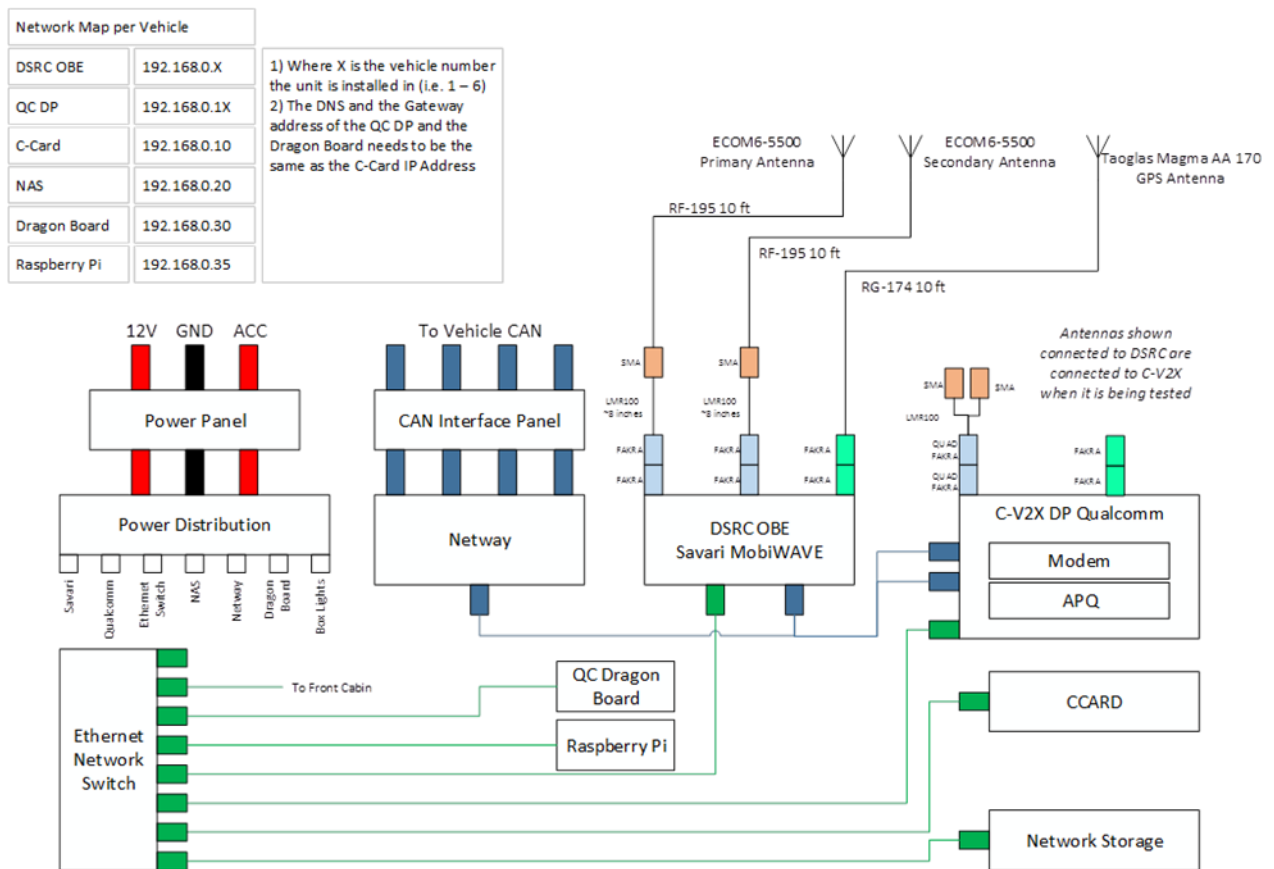 Network Map per Vehicle
DSRC OBE 192.168.0.X
QC DP 192.168.0.1X
C-Card 192.168.0.10
NAS 192.168.0.20
Dragon Board 192.168.0.30
Raspberry Pi 192.168.0.35
1) Where X is the vehicle number
the unit is installed in (i.e. 1 – 6)
2) The DNS and the Gateway
address of the QC DP and the
Dragon Board needs to be the
same as the C-Card IP Address
ECOM6-5500
Primary Antenna
ECOM6-5500
Secondary Antenna
Taoglas Magma AA 170
GPS Antenna
RF-195 10 ft
RF-195 10 ft
RG-174 10 ft
12V GND ACC
Power Panel
Power Distribution
Savari
Qualcomm
Ethernet
Switch
NAS
Netway
Dragon
Board
Box Lights
To Vehicle CAN
CAN Interface Panel
Netway
SMA
LMR100
~8 inches
FAKRA
FAKRA
SMA
LMR100
~8 inches
FAKRA
FAKRA
FAKRA
FAKRA
DSRC OBE
Savari MobiWAVE
Antennas shown
connected to DSRC are
connected to C-V2X
when it is being tested
SMA
SMA
LMR100
QUAD
FAKRA
QUAD
FAKRA
FAKRA
FAKRA
C-V2X DP Qualcomm
Modem
APQ
Ethernet
Network
Switch
To Front Cabin
QC Dragon
Board
Raspberry Pi
CCARD
Network Storage